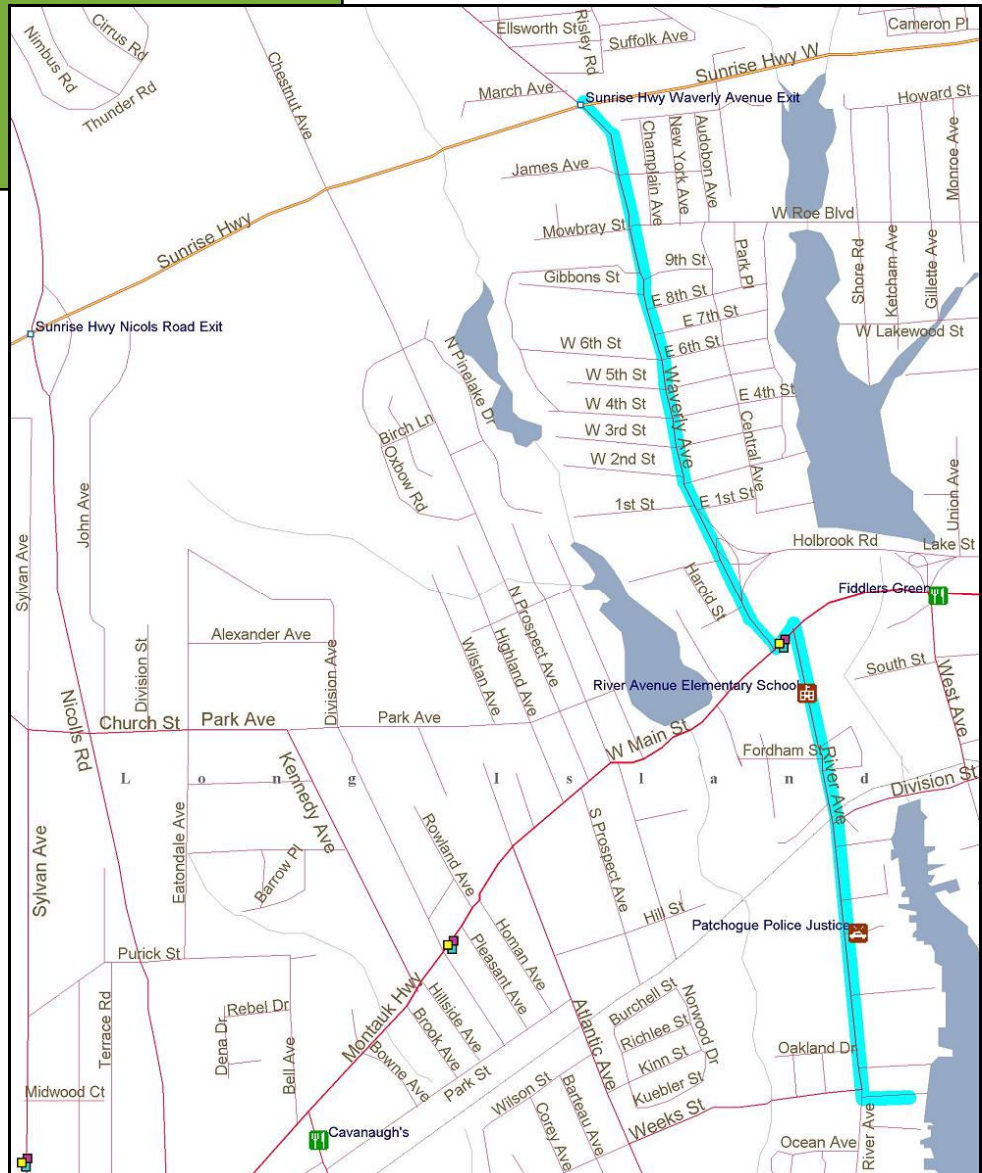 Cirrus Rd
Nimbus Rd
Thunder Rd
Chestnut Ave
Ellsworth St
Risley Rd
Suffolk Ave
Cameron Pl
Sunrise Hwy W
March Ave
Sunrise Hwy Waverly Avenue Exit
Howard St
Champlain Ave
New York Ave
Audobon Ave
Monroe Ave
James Ave
W Roe Blvd
Mowbray St
Sunrise Hwy
9th St
Park Pl
Shore Rd
Ketcham Ave
Gillette Ave
Gibbons St
E 8th St
E 7th St
Sunrise Hwy Nicols Road Exit
W Lakewood St
W 6th St
E 6th St
N Pinelake Dr
W 5th St
Waverly Ave
E 4th St
W 4th St
Birch Ln
W 3rd St
Central Ave
Oxbow Rd
W 2nd St
1st St
E 1st St
Union Ave
John Ave
Holbrook Rd
Lake St
Sylvan Ave
Harold St
Fiddlers Green
N Prospect Ave
Highland Ave
Wilstan Ave
Alexander Ave
Division St
Division Ave
South St
West Ave
River Avenue Elementary School
Nicolls Rd
Church St
Park Ave
Park Ave
W Main St
Fordham St
River Ave
L o n g I s l a n d
Division St
Kennedy Ave
Eatondale Ave
Rowland Ave
S Prospect Ave
Barrow Pl
Sylvan Ave
Hill St
Patchogue Police Justice
Purick St
Homan Ave
Pleasant Ave
Terrace Rd
Rebel Dr
Dena Dr
Bell Ave
Montauk Hwy
Hillside Ave
Brook Ave
Bowne Ave
Atlantic Ave
Burchell St
Norwood Dr
Richlee St
Kinn St
Kuebler St
Oakland Dr
Park St
Midwood Ct
Wilson St
Barteau Ave
Corey Ave
Weeks St
Cavanaugh's
Ocean Ave
River Ave